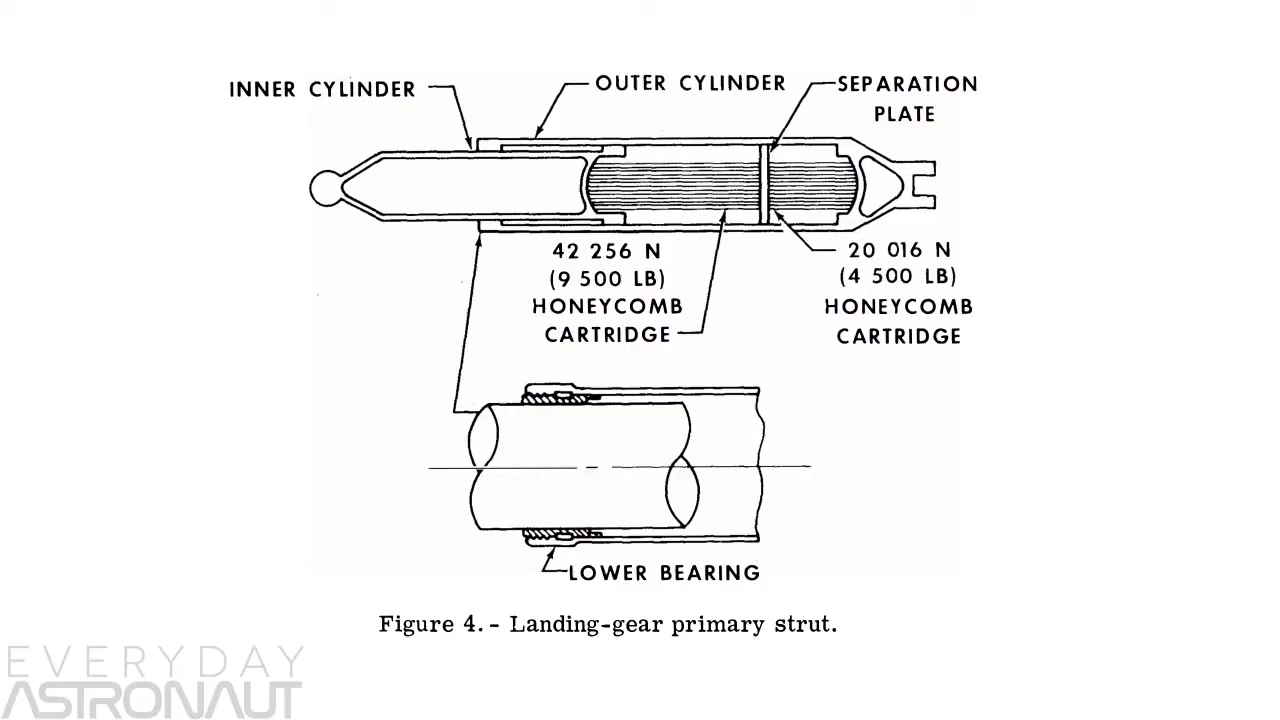 INNER CYLINDER
OUTER CYLINDER
SEPARATION
PLATE
42 256 N
(9 500 LB)
HONEYCOMB
CARTRIDGE
20 016 N
(4 500 LB)
HONEYCOMB
CARTRIDGE
LOWER BEARING
Figure 4.- Landing-gear primary strut.
EVERYDAY
ASTRONAUT